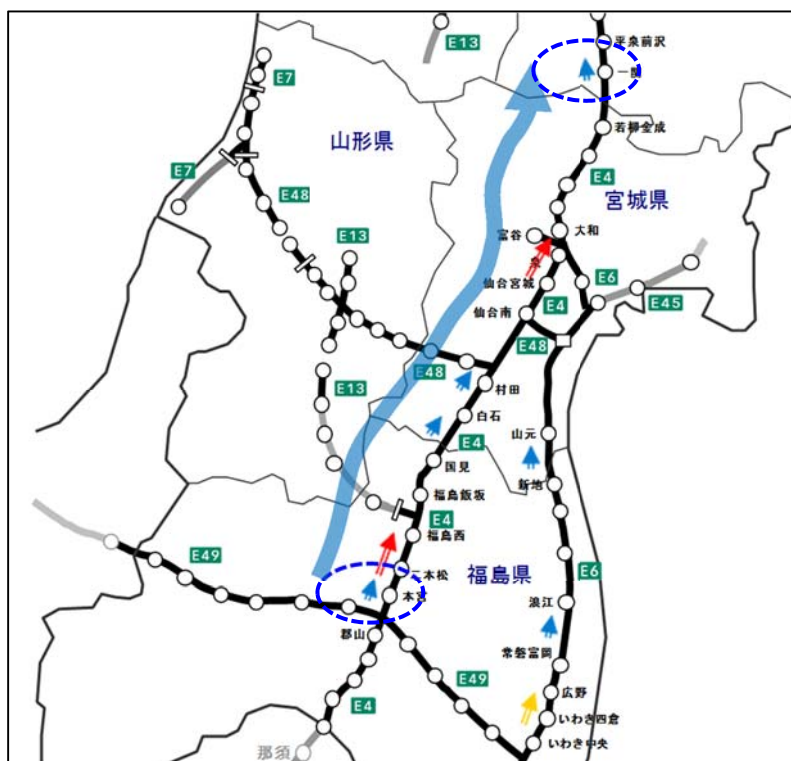 E13
平泉前沢
E7
一関
若柳金成
山形県
E7
E4
E48
宮城県
大和
富谷
E13
泉
仙台宮城
E6
E4
E45
仙台南
E48
E48
村田
E13
白石
山元
E4
国見
新地
福島飯坂
E4
福島西
E49
二本松
福島県
E6
本宮
浪江
郡山
常磐富岡
E49
広野
E4
いわき四倉
いわき中央
那須